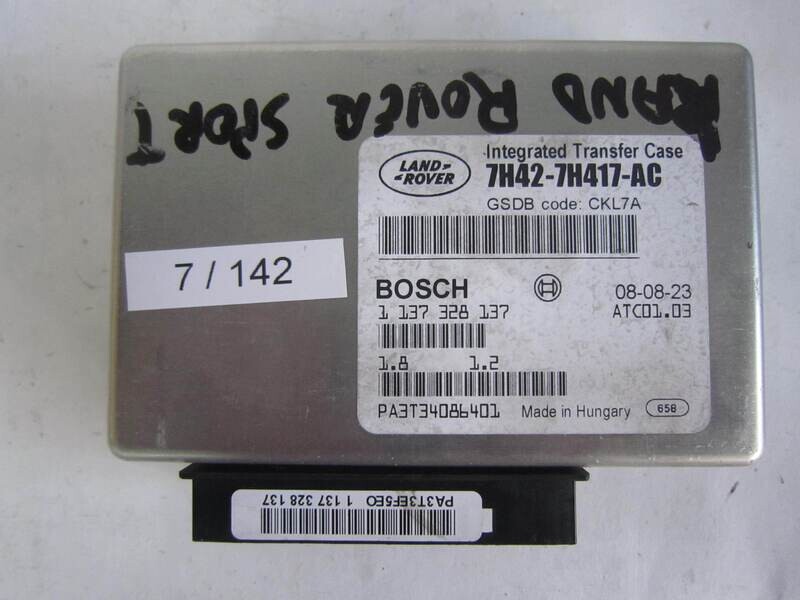 RAND ROVER SPORT
LAND-
-ROVER
Integrated Transfer Case
7H42-7H417-AC
GSDB code: CKL7A
7 / 142
BOSCH
08-08-23
1 137 328 137
ATC01.03
1.8 1.2
PA3T34086401
Made in Hungary
658
PA3T3EF5EO 1 137 328 137